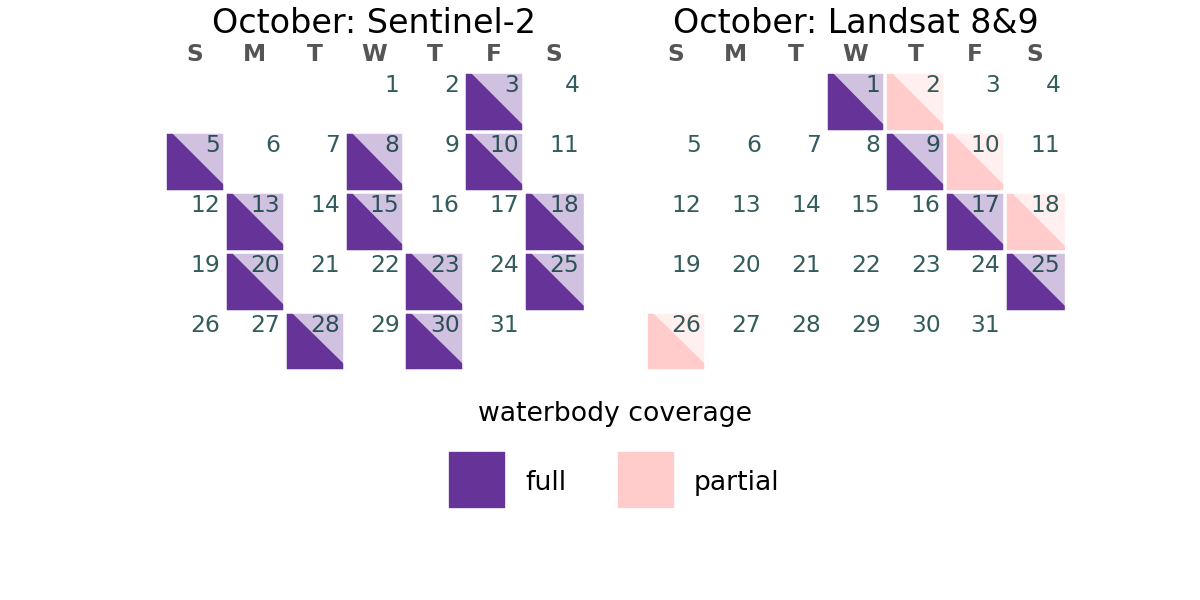 October: Sentinel-2
S M T W T F S
1 2 3 4
5 6 7 8 9 10 11
12 13 14 15 16 17 18
19 20 21 22 23 24 25
26 27 28 29 30 31
October: Landsat 8&9
S M T W T F S
1 2 3 4
5 6 7 8 9 10 11
12 13 14 15 16 17 18
19 20 21 22 23 24 25
26 27 28 29 30 31
waterbody coverage
full partial